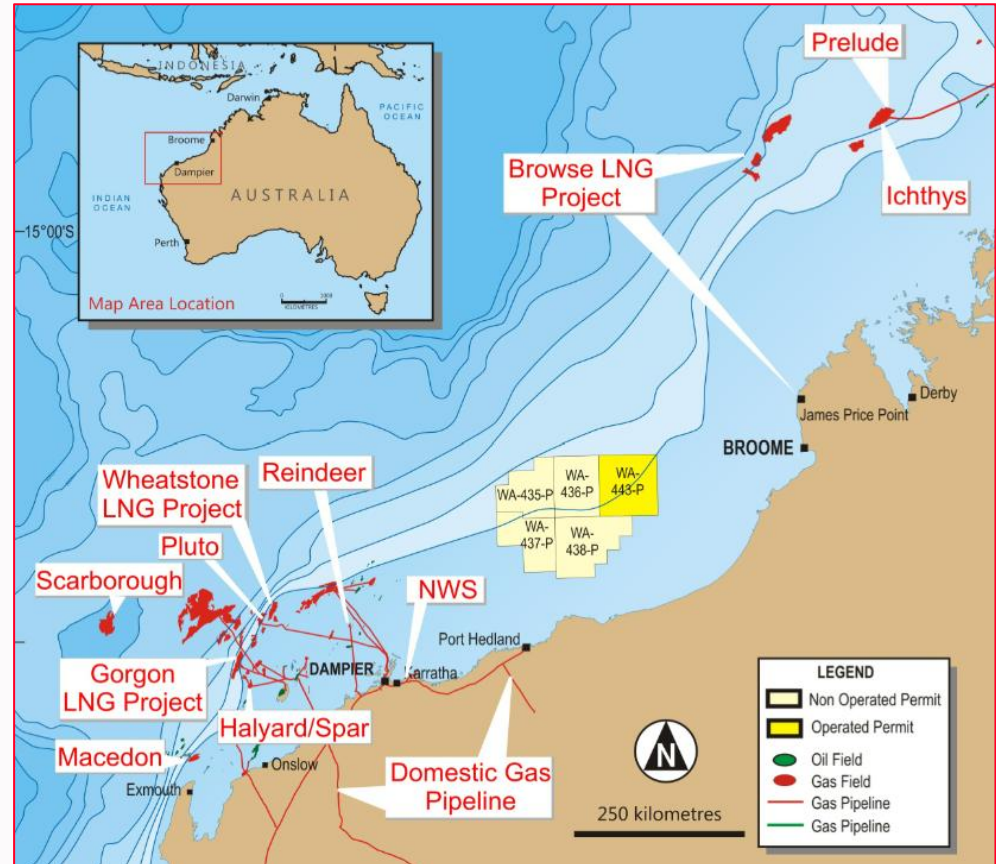 INDONESIA
Darwin
PACIFIC
OCEAN
Broome
Dampier
INDIAN
OCEAN
AUSTRALIA
Perth
Map Area Location
0
1000
KILOMETRES
15°00'S
Prelude
Browse LNG
Project
Ichthys
Derby
James Price Point
BROOME
WA-435-P
WA-
436-P
WA-
443-P
WA-
437-P
WA-
438-P
Wheatstone
LNG Project
Reindeer
Pluto
Scarborough
NWS
Port Hedland
Gorgon
LNG Project
DAMPIER
Karratha
Halyard/Spar
Macedon
Onslow
Exmouth
Domestic Gas
Pipeline
N
250 kilometres
LEGEND
Non Operated Permit
Operated Permit
Oil Field
Gas Field
Gas Pipeline
Gas Pipeline